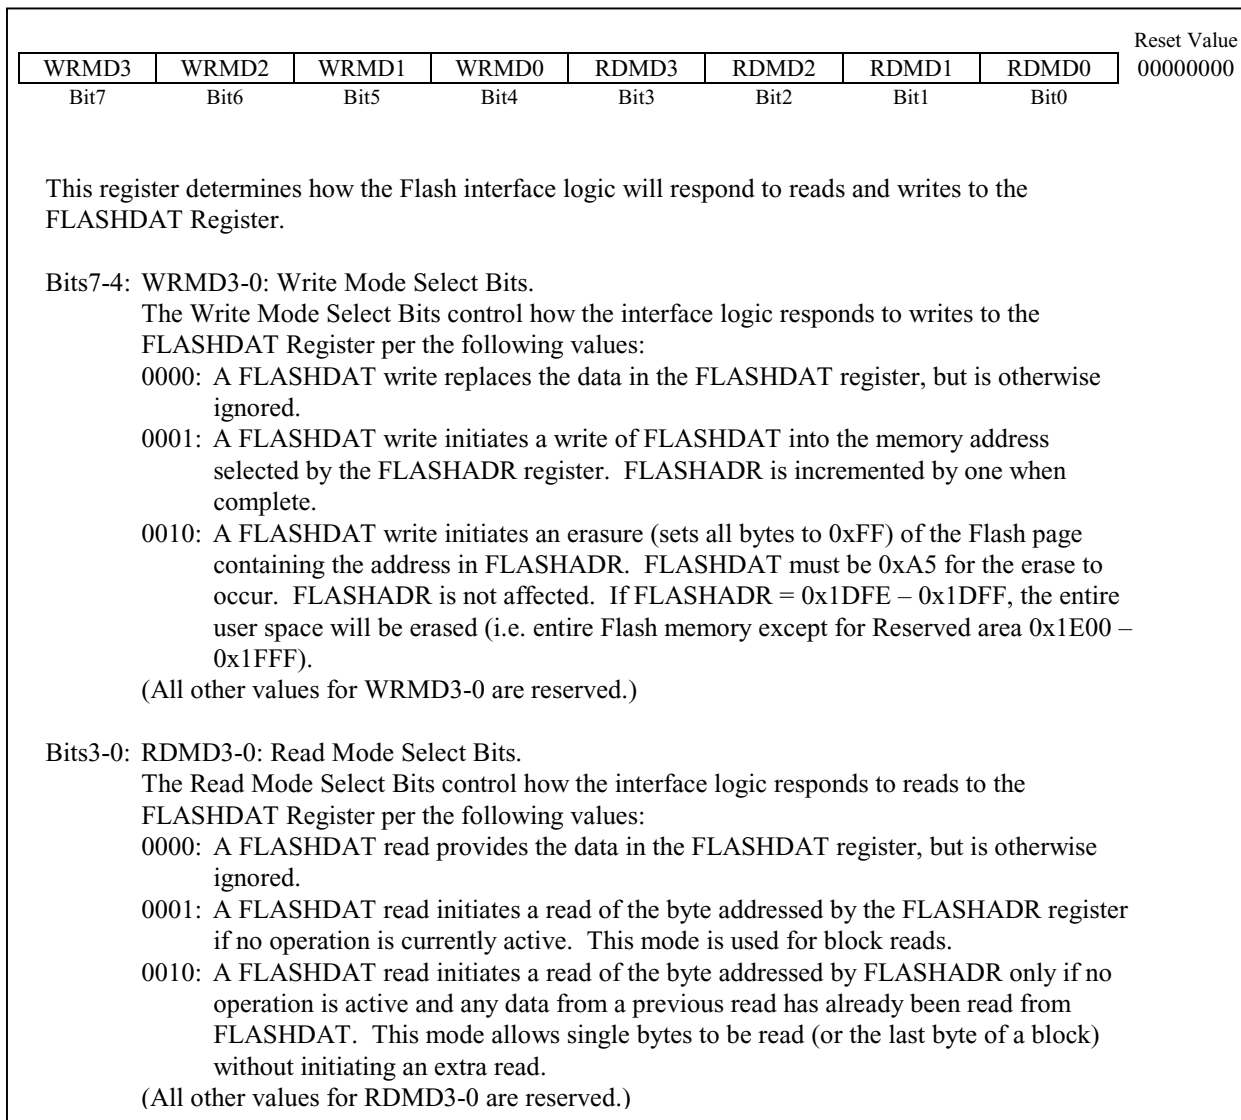 Reset Value
WRMD3 WRMD2 WRMD1 WRMD0 RDMD3 RDMD2 RDMD1 RDMD0 00000000
Bit7 Bit6 Bit5 Bit4 Bit3 Bit2 Bit1 Bit0
This register determines how the Flash interface logic will respond to reads and writes to the
FLASHDAT Register.
Bits7-4: WRMD3-0: Write Mode Select Bits.
The Write Mode Select Bits control how the interface logic responds to writes to the
FLASHDAT Register per the following values:
0000: A FLASHDAT write replaces the data in the FLASHDAT register, but is otherwise
ignored.
0001: A FLASHDAT write initiates a write of FLASHDAT into the memory address
selected by the FLASHADR register. FLASHADR is incremented by one when
complete.
0010: A FLASHDAT write initiates an erasure (sets all bytes to 0xFF) of the Flash page
containing the address in FLASHADR. FLASHDAT must be 0xA5 for the erase to
occur. FLASHADR is not affected. If FLASHADR = 0x1DFE – 0x1DFF, the entire
user space will be erased (i.e. entire Flash memory except for Reserved area 0x1E00 –
0x1FFF).
(All other values for WRMD3-0 are reserved.)
Bits3-0: RDMD3-0: Read Mode Select Bits.
The Read Mode Select Bits control how the interface logic responds to reads to the
FLASHDAT Register per the following values:
0000: A FLASHDAT read provides the data in the FLASHDAT register, but is otherwise
ignored.
0001: A FLASHDAT read initiates a read of the byte addressed by the FLASHADR register
if no operation is currently active. This mode is used for block reads.
0010: A FLASHDAT read initiates a read of the byte addressed by FLASHADR only if no
operation is active and any data from a previous read has already been read from
FLASHDAT. This mode allows single bytes to be read (or the last byte of a block)
without initiating an extra read.
(All other values for RDMD3-0 are reserved.)